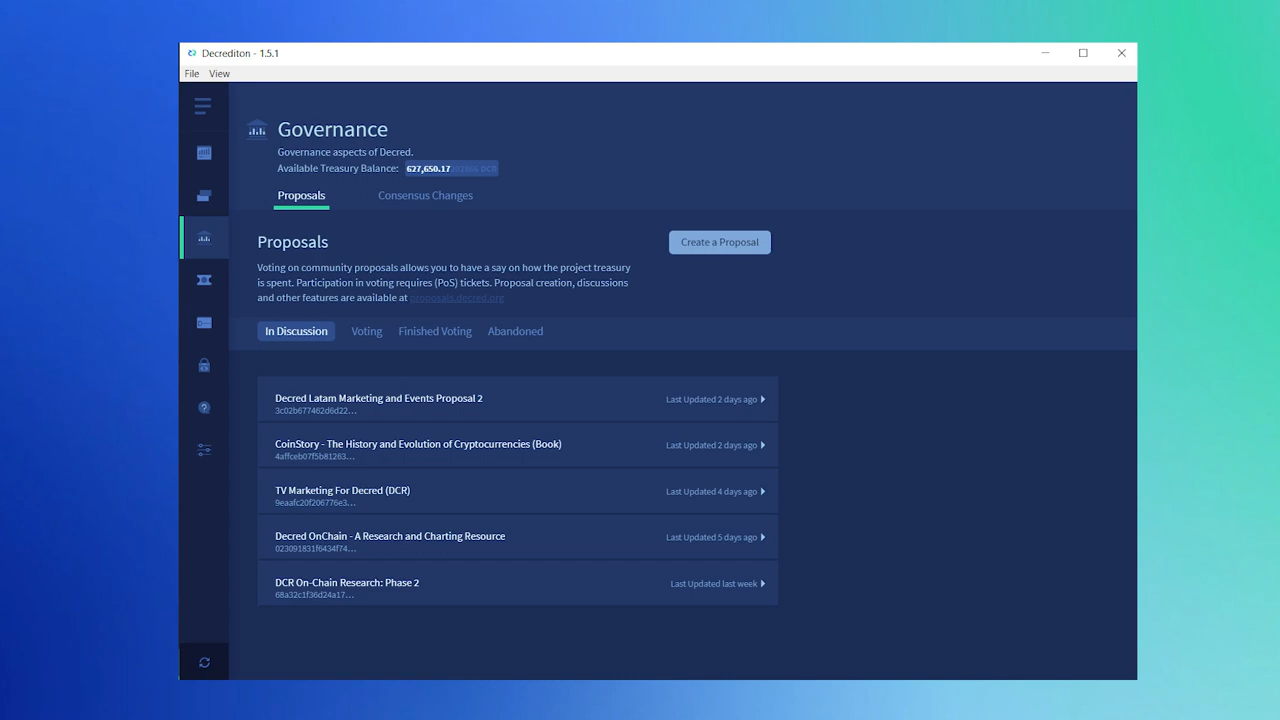 Decrediton - 1.5.1
File View
Governance
Governance aspects of Decred.
Available Treasury Balance: 627,650.17 DCR
Proposals Consensus Changes
Proposals Create a Proposal
Voting on community proposals allows you to have a say on how the project treasury
is spent. Participation in voting requires (PoS) tickets. Proposal creation, discussions
and other features are available at proposals.decred.org
In Discussion Voting Finished Voting Abandoned
Decred Latam Marketing and Events Proposal 2 Last Updated 2 days ago
3c02b677462d6d22...
CoinStory - The History and Evolution of Cryptocurrencies (Book) Last Updated 2 days ago
4affceb07f5b81263...
TV Marketing For Decred (DCR) Last Updated 4 days ago
9eaafc20f206776e3...
Decred OnChain - A Research and Charting Resource Last Updated 5 days ago
023091831f6434f74...
DCR On-Chain Research: Phase 2 Last Updated last week
68a32c1f36d24a17...